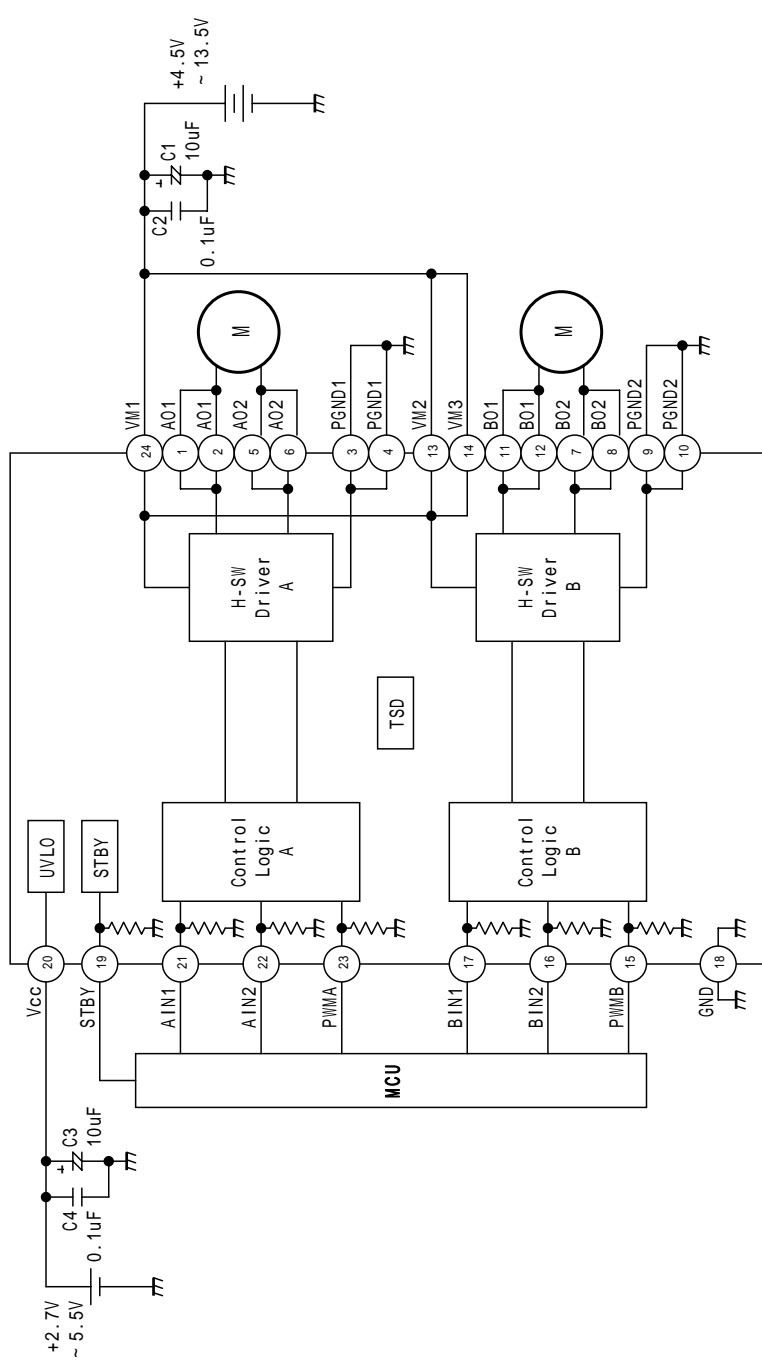 +2.7V
~ 5.5V
C4
0.1uF
C3
10uF
+4.5V
~ 13.5V
C1
10uF
C2
0.1uF
+
+
MCU
Vcc
20
UVLO
STBY
19
STBY
AIN1
21
AIN2
22
PWMA
23
BIN1
17
BIN2
16
PWMB
15
GND
18
Control
Logic
A
Control
Logic
B
TSD
H-SW
Driver
A
H-SW
Driver
B
24
VM1
1
AO1
2
AO1
5
AO2
6
AO2
3
PGND1
4
PGND1
13
VM2
14
VM3
11
BO1
12
BO1
7
BO2
8
BO2
9
PGND2
10
PGND2
M
M